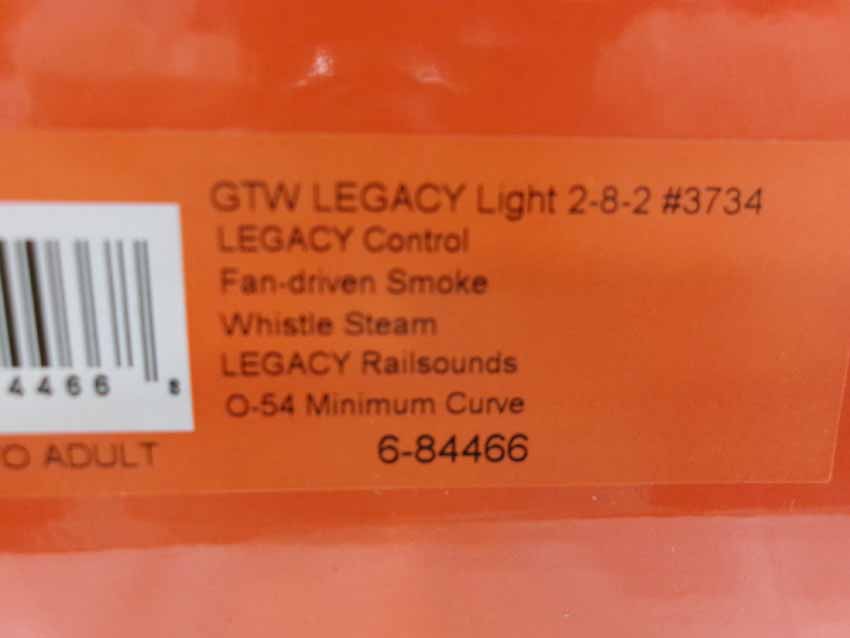 GTW LEGACY Light 2-8-2 #3734
LEGACY Control
Fan-driven Smoke
Whistle Steam
LEGACY Railsounds
O-54 Minimum Curve
6-84466
4466 8
O ADULT